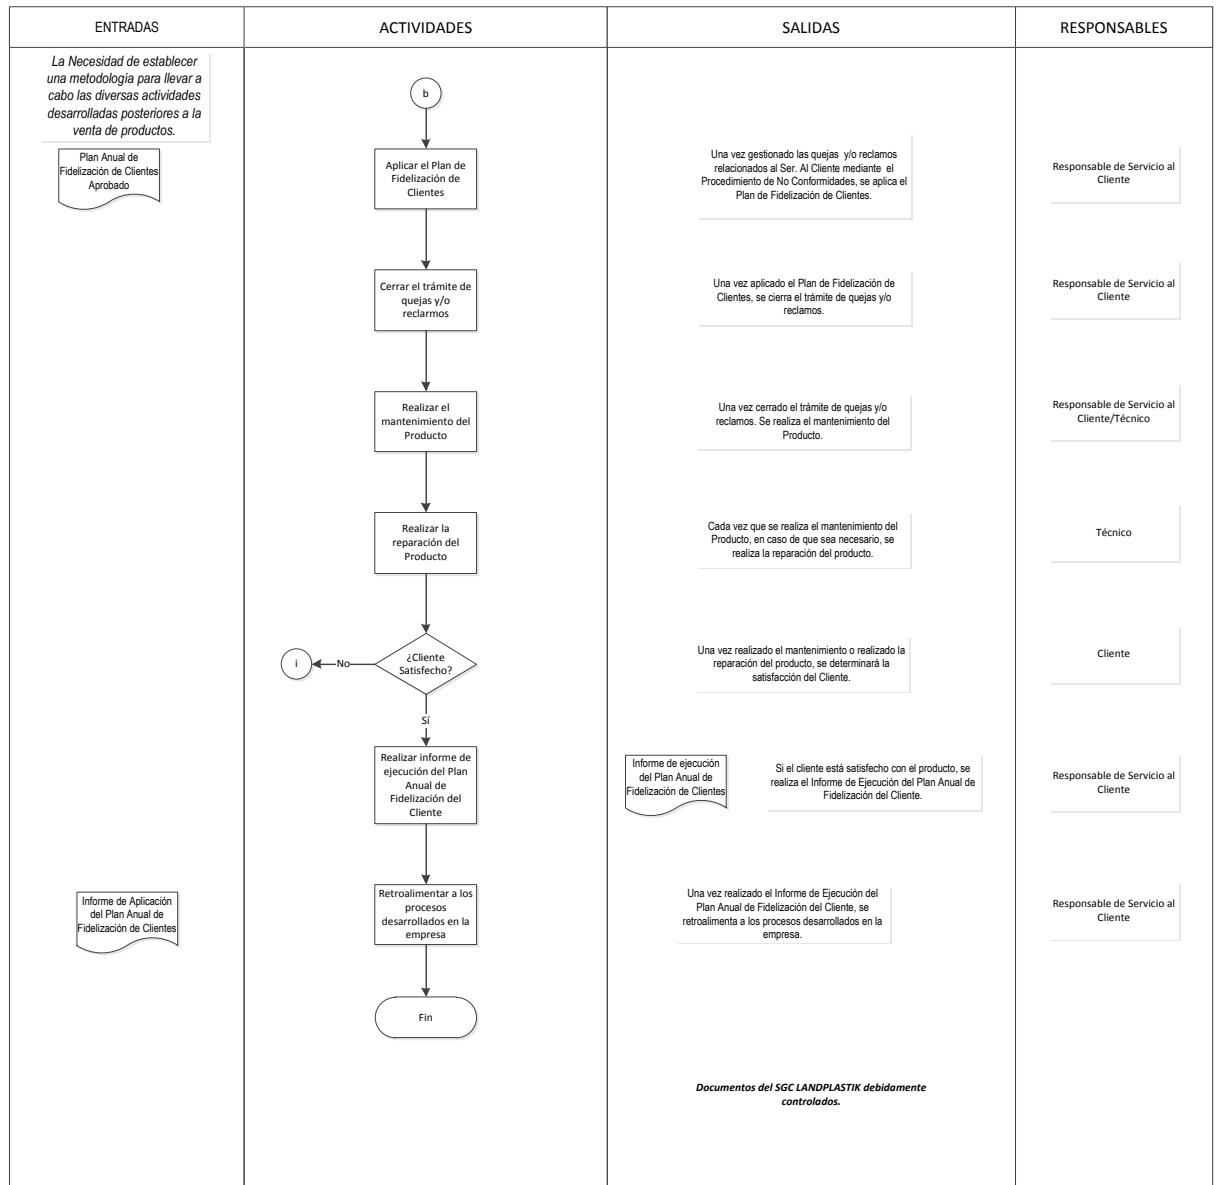 ENTRADAS
ACTIVIDADES
SALIDAS
RESPONSABLES
La Necesidad de establecer
una metodología para llevar a
cabo las diversas actividades
desarrolladas posteriores a la
venta de productos.
b
Plan Anual de
Fidelización de Clientes
Aprobado
Aplicar el Plan de
Fidelización de
Clientes
Una vez gestionado las quejas y/o reclamos
relacionados al Ser. Al Cliente mediante el
Procedimiento de No Conformidades, se aplica el
Plan de Fidelización de Clientes.
Responsable de Servicio al
Cliente
Cerrar el trámite de
quejas y/o
reclarmos
Una vez aplicado el Plan de Fidelización de
Clientes, se cierra el trámite de quejas y/o
reclamos.
Responsable de Servicio al
Cliente
Realizar el
mantenimiento del
Producto
Una vez cerrado el trámite de quejas y/o
reclamos. Se realiza el mantenimiento del
Producto.
Responsable de Servicio al
Cliente/Técnico
Realizar la
reparación del
Producto
Cada vez que se realiza el mantenimiento del
Producto, en caso de que sea necesario, se
realiza la reparación del producto.
Técnico
i
No
¿Cliente
Satisfecho?
Una vez realizado el mantenimiento o realizado la
reparación del producto, se determinará la
satisfacción del Cliente.
Cliente
Sí
Realizar informe de
ejecución del Plan
Anual de
Fidelización del
Cliente
Informe de ejecución
del Plan Anual de
Fidelización de Clientes
Si el cliente está satisfecho con el producto, se
realiza el Informe de Ejecución del Plan Anual de
Fidelización del Cliente.
Responsable de Servicio al
Cliente
Informe de Aplicación
del Plan Anual de
Fidelización de Clientes
Retroalimentar a los
procesos
desarrollados en la
empresa
Una vez realizado el Informe de Ejecución del
Plan Anual de Fidelización del Cliente, se
retroalimenta a los procesos desarrollados en la
empresa.
Responsable de Servicio al
Cliente
Fin
Documentos del SGC LANDPLASTIK debidamente
controlados.